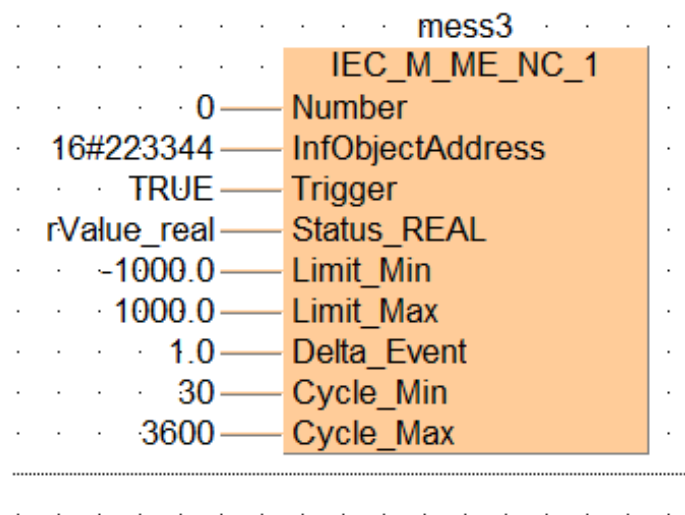 mess3
IEC_M_ME_NC_1
0 Number
16#223344 InfObjectAddress
TRUE Trigger
rValue_real Status_REAL
-1000.0 Limit_Min
1000.0 Limit_Max
1.0 Delta_Event
30 Cycle_Min
3600 Cycle_Max